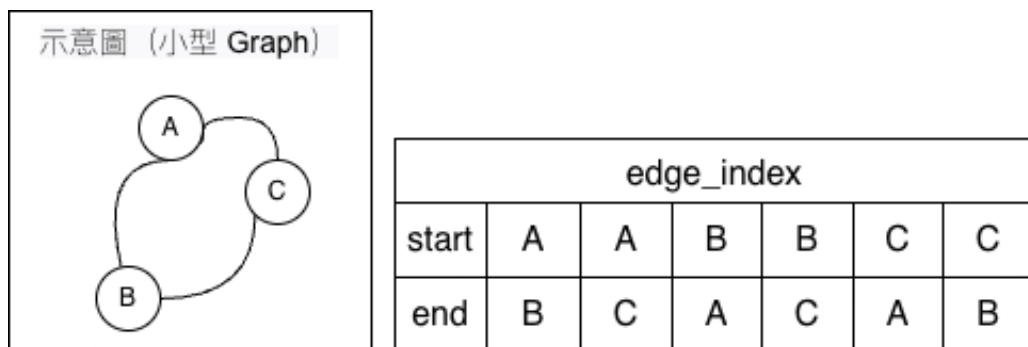 示意圖（小型 Graph）
A
C
B
edge_index
start A A B B C C
end B C A C A B